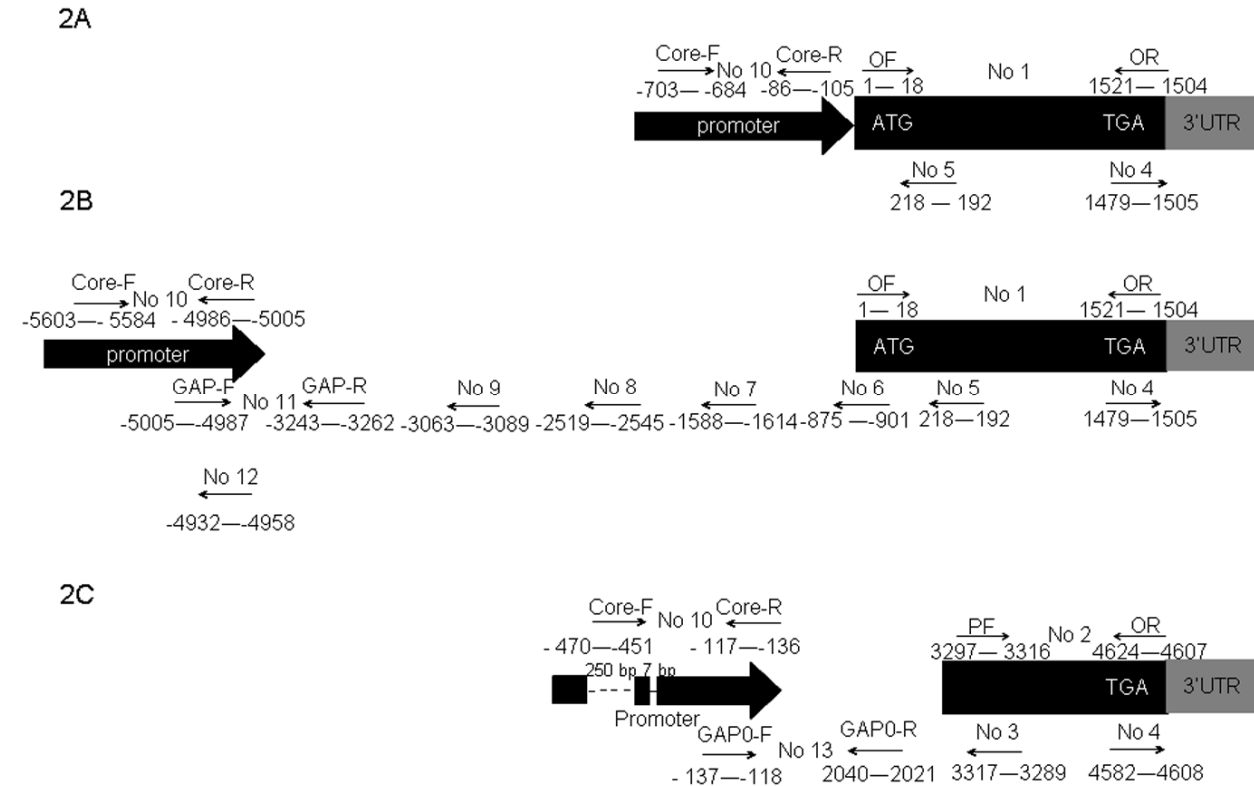 2A
Core-F No 10 Core-R OF No 1 OR
-703— -684 -86—-105 1— 18 1521— 1504
promoter ATG TGA 3'UTR
No 5 No 4
218 — 192 1479—1505
2B
Core-F No 10 Core-R OF No 1 OR
-5603—- 5584 - 4986—-5005 1— 18 1521— 1504
promoter ATG TGA 3'UTR
GAP-F No 11 GAP-R No 9 No 8 No 7 No 6 No 5 No 4
-5005—-4987 -3243—-3262 -3063—-3089 -2519—-2545 -1588—-1614 -875 —-901 218—192 1479—1505
No 12
-4932—-4958
2C
Core-F No 10 Core-R PF No 2 OR
- 470—-451 - 117—-136 3297— 3316 4624—4607
250 bp 7 bp
TGA 3'UTR
Promoter
GAP0-F No 13 GAP0-R No 3 No 4
- 137—-118 2040—2021 3317—3289 4582—4608